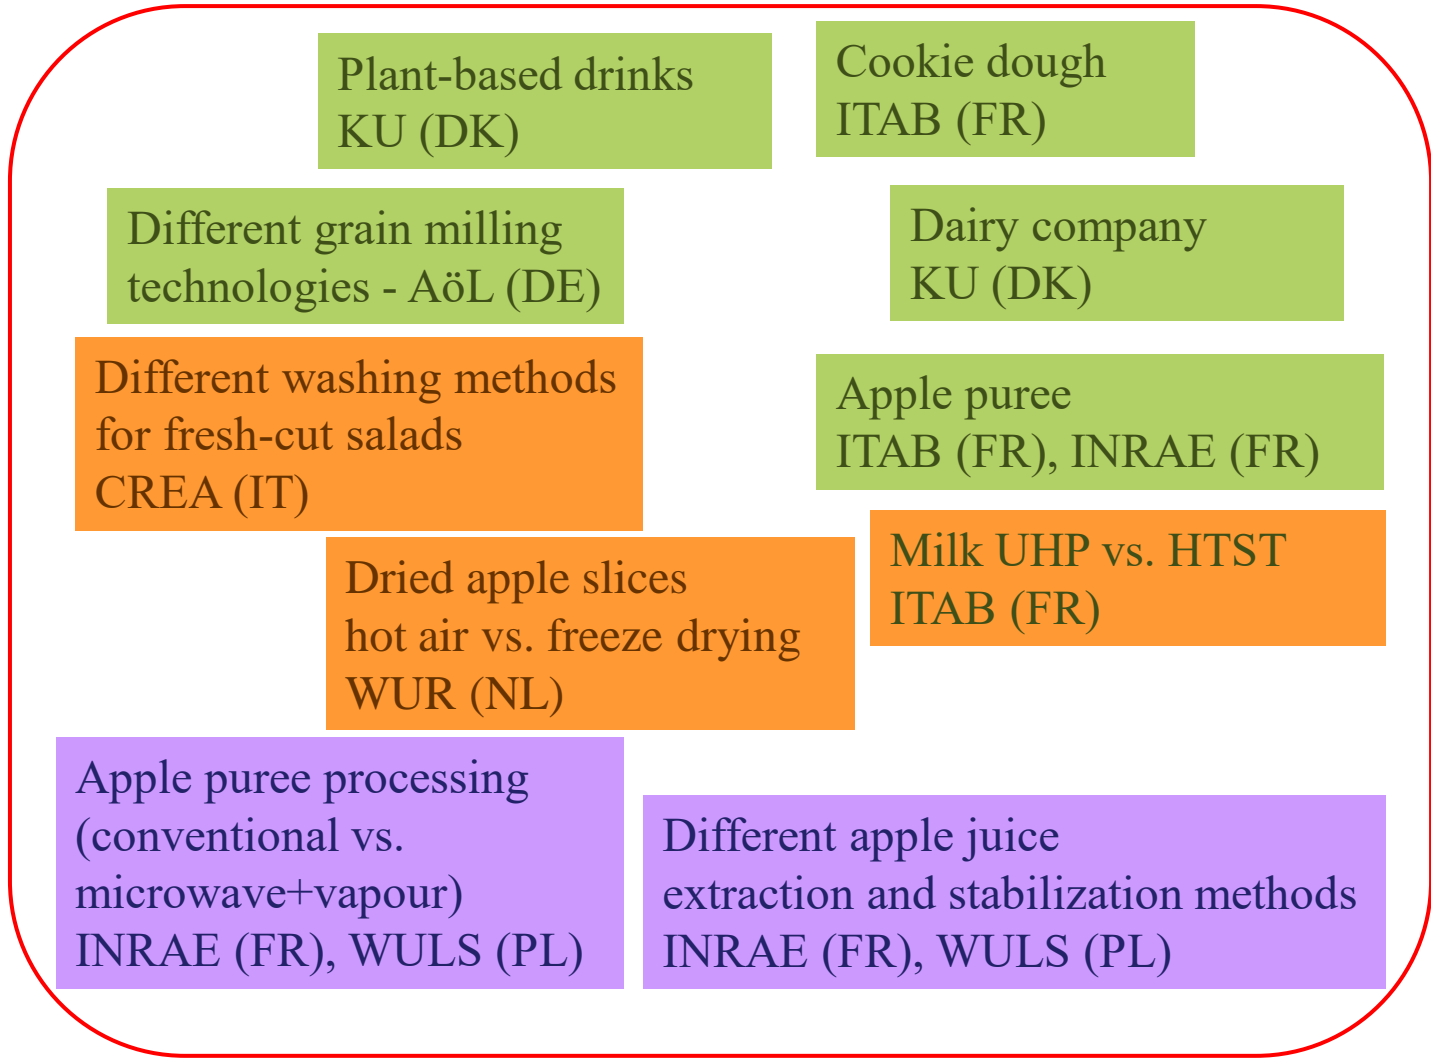 Plant-based drinks
KU (DK)
Cookie dough
ITAB (FR)
Different grain milling
technologies - AöL (DE)
Dairy company
KU (DK)
Different washing methods
for fresh-cut salads
CREA (IT)
Apple puree
ITAB (FR), INRAE (FR)
Milk UHP vs. HTST
ITAB (FR)
Dried apple slices
hot air vs. freeze drying
WUR (NL)
Apple puree processing
(conventional vs.
microwave+vapour)
INRAE (FR), WULS (PL)
Different apple juice
extraction and stabilization methods
INRAE (FR), WULS (PL)